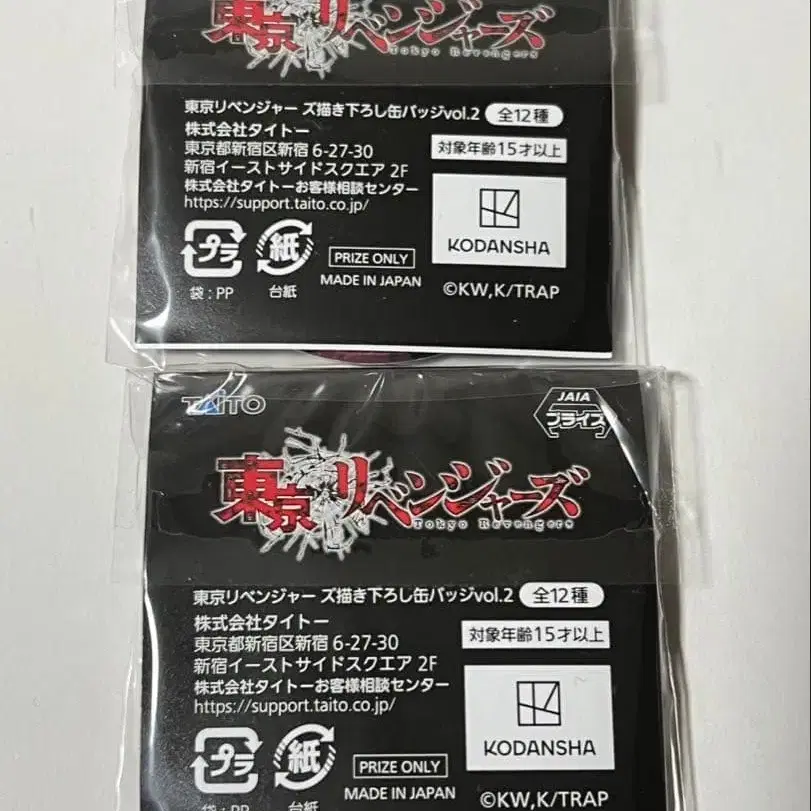 東京リベンジャーズ
Tokyo Revengers
東京リベンジャー ズ描き下ろし缶バッジvol.2 全12種
株式会社タイトー
東京都新宿区新宿 6-27-30
新宿イーストサイドスクエア 2F
株式会社タイトーお客様相談センター
https://support.taito.co.jp/
対象年齢15才以上
KODANSHA
プラ
紙
袋:PP
台紙
PRIZE ONLY
MADE IN JAPAN
©KW,K/TRAP
TAITO
JAIA
プライズ
東京リベンジャーズ
Tokyo Revengers
東京リベンジャー ズ描き下ろし缶バッジvol.2 全12種
株式会社タイトー
東京都新宿区新宿 6-27-30
新宿イーストサイドスクエア 2F
株式会社タイトーお客様相談センター
https://support.taito.co.jp/
対象年齢15才以上
KODANSHA
プラ
紙
袋:PP
台紙
PRIZE ONLY
MADE IN JAPAN
©KW,K/TRAP